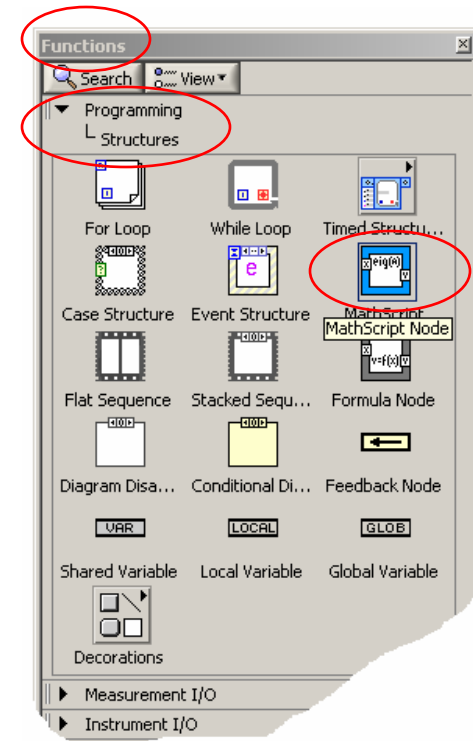 Functions
Search View
Programming
Structures
For Loop While Loop Timed Structu...
eig(A)
Case Structure Event Structure MathScript
MathScript Node
Flat Sequence Stacked Sequ... Formula Node
Diagram Disa... Conditional Di... Feedback Node
VAR LOCAL GLOB
Shared Variable Local Variable Global Variable
Decorations
Measurement I/O
Instrument I/O